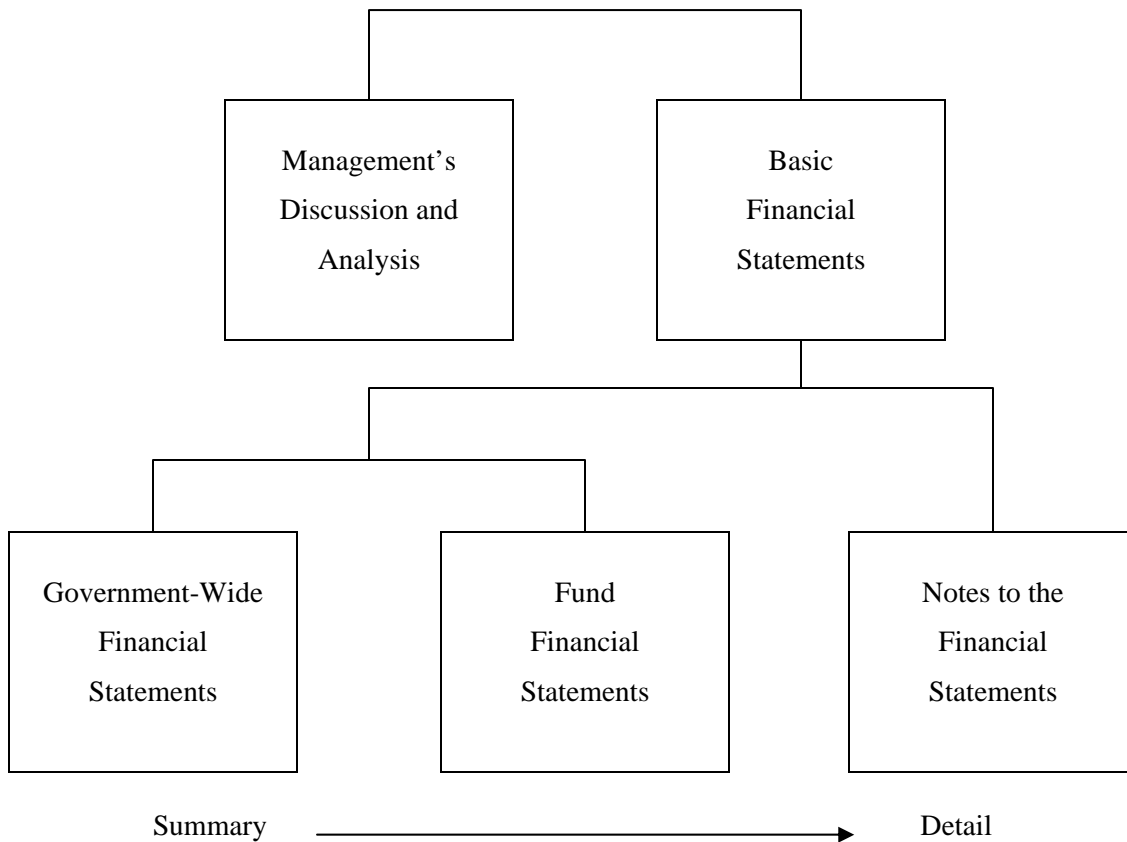 Management’s
Discussion and
Analysis
Basic
Financial
Statements
Government-Wide
Financial
Statements
Fund
Financial
Statements
Notes to the
Financial
Statements
Summary
Detail